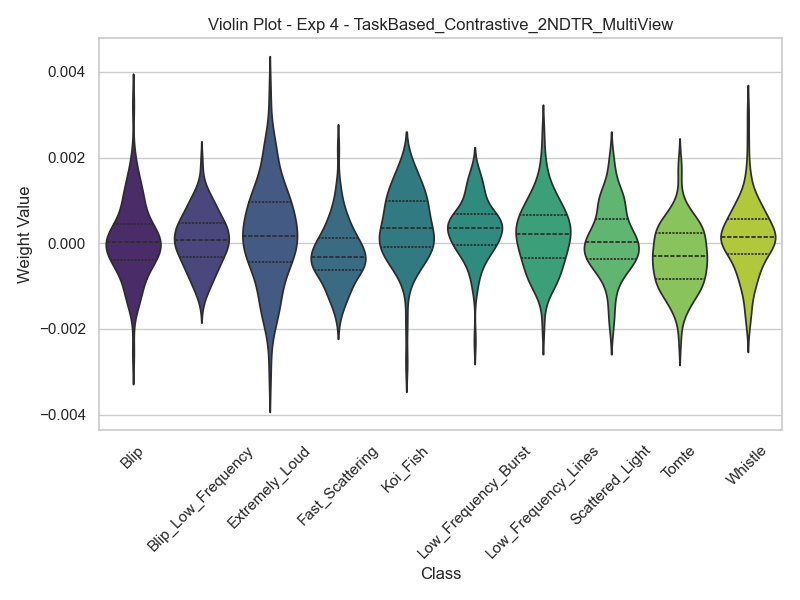 Violin Plot - Exp 4 - TaskBased_Contrastive_2NDTR_MultiView
Weight Value
0.004
0.002
0.000
−0.002
−0.004
Blip
Blip_Low_Frequency
Extremely_Loud
Fast_Scattering
Koi_Fish
Low_Frequency_Burst
Low_Frequency_Lines
Scattered_Light
Tomte
Whistle
Class